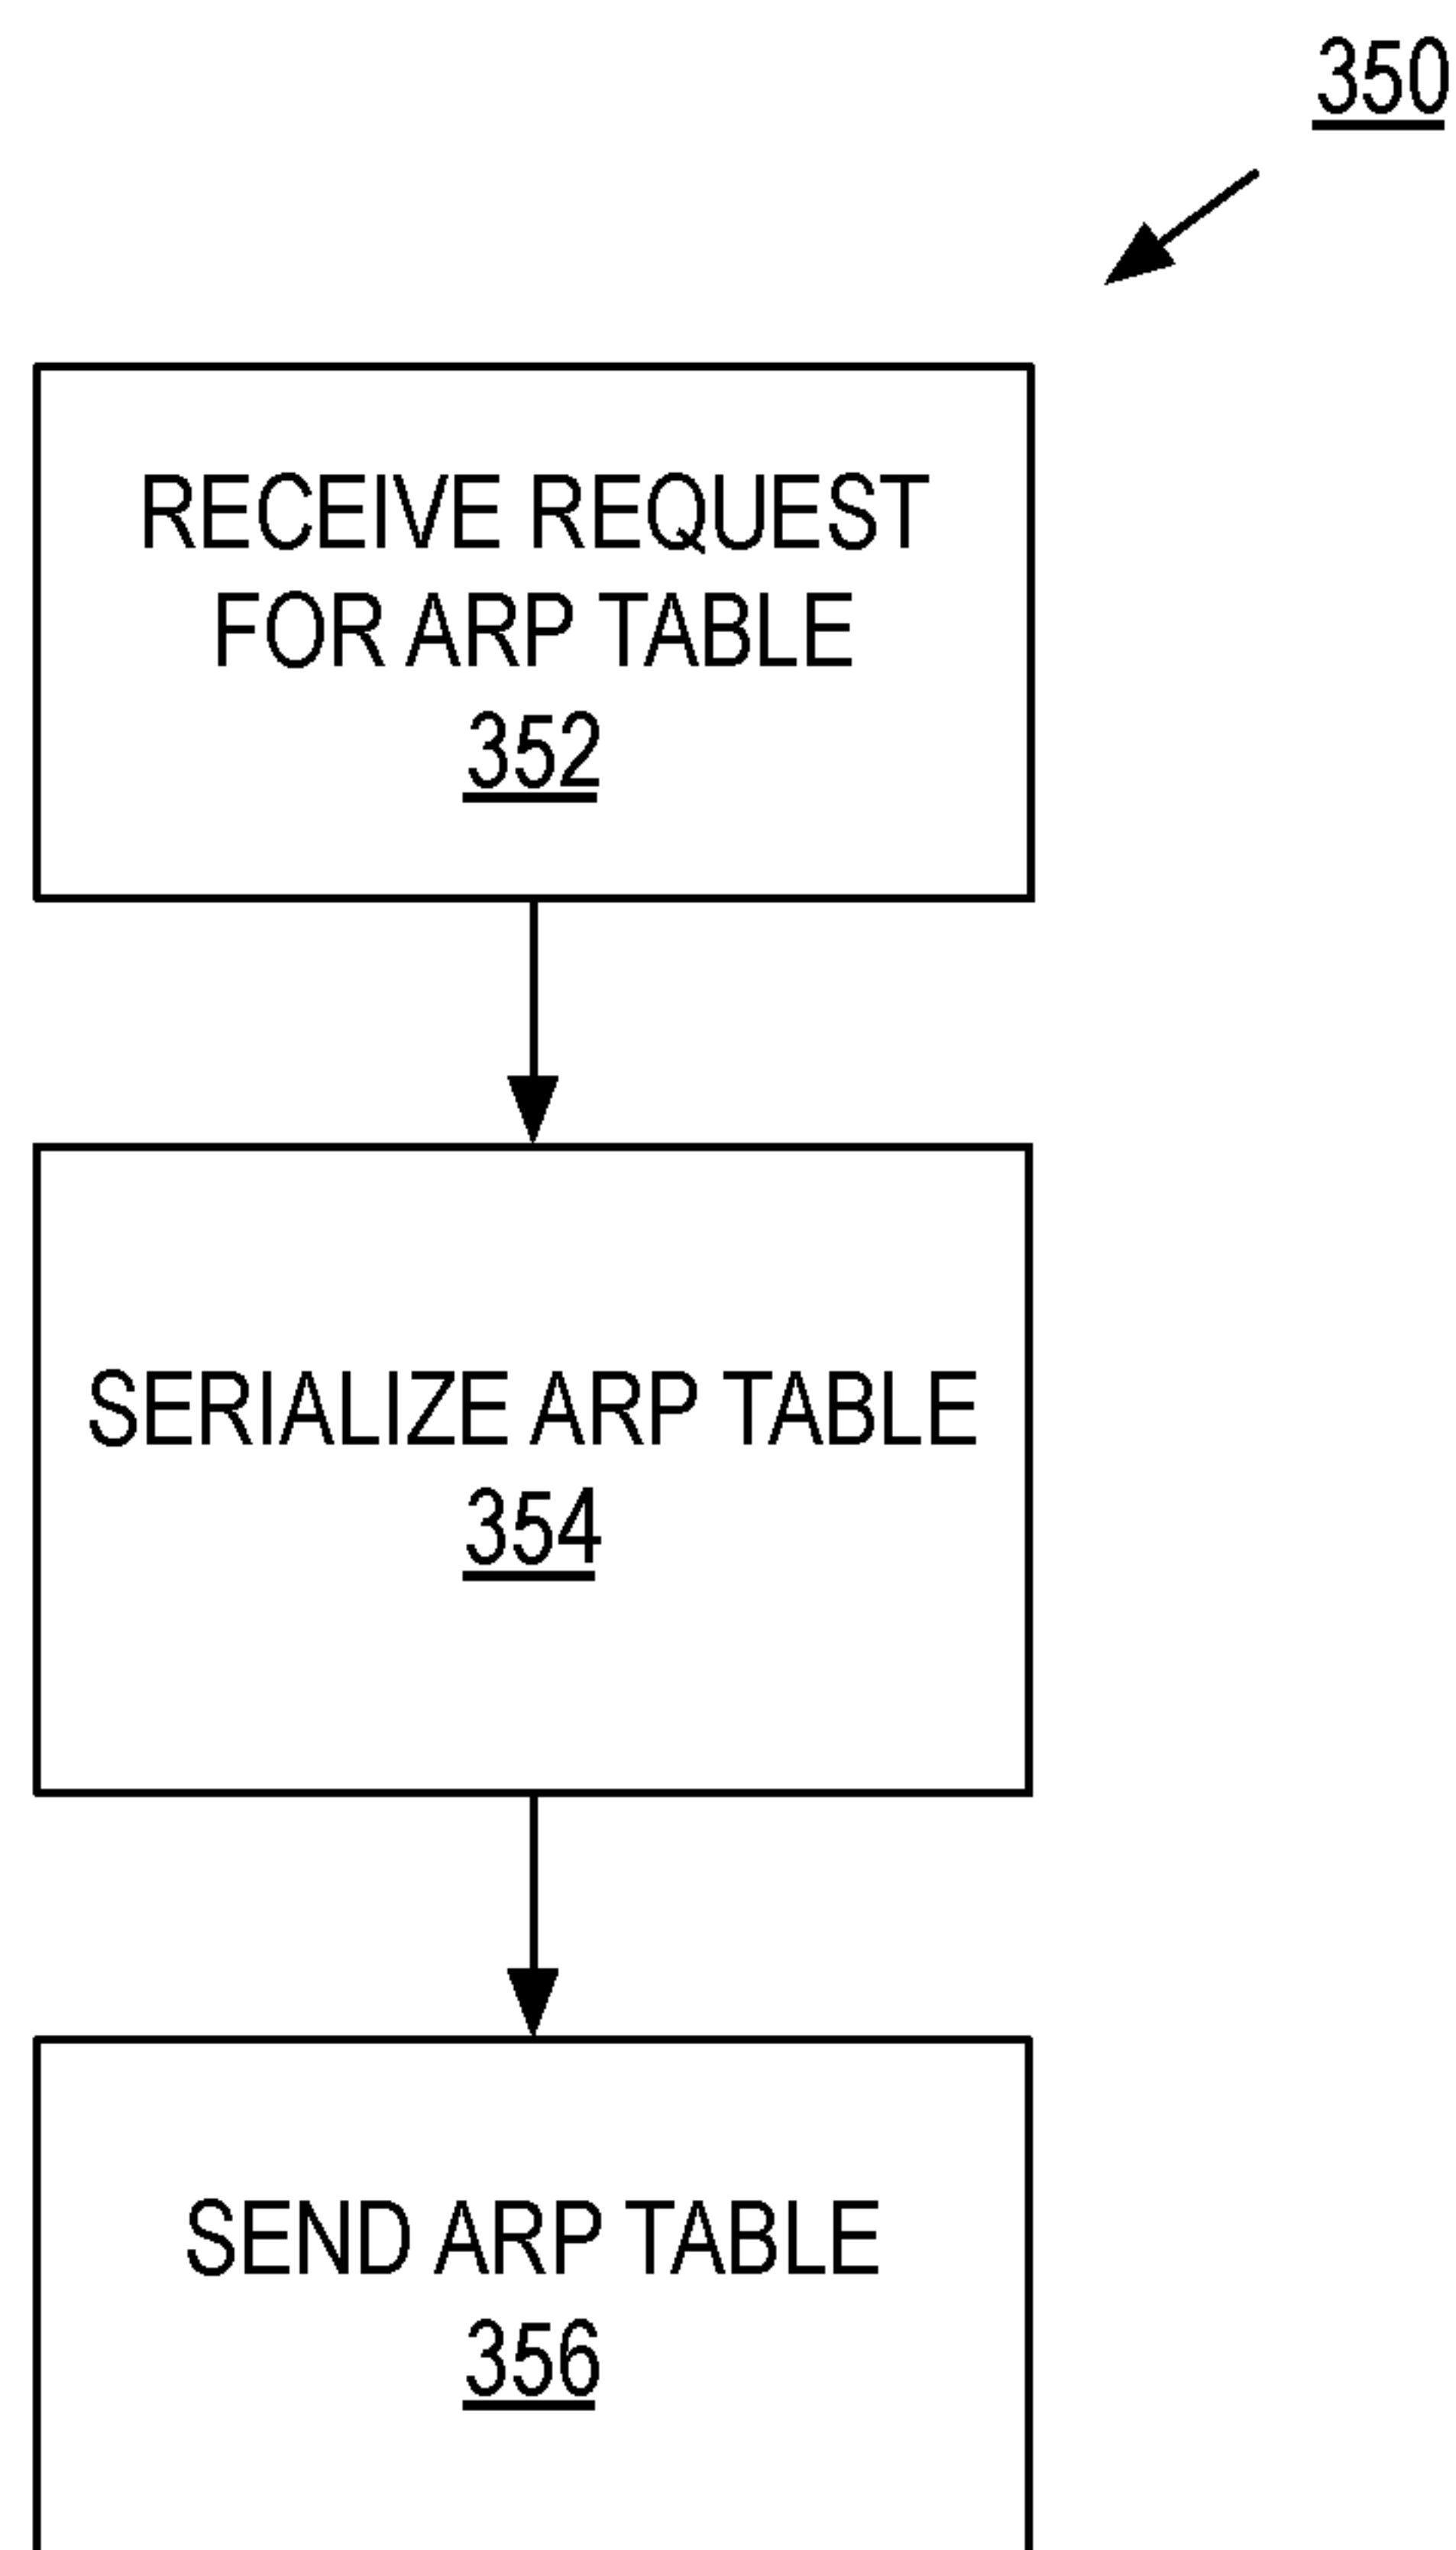 350
RECEIVE REQUEST
FOR ARP TABLE
352
SERIALIZE ARP TABLE
354
SEND ARP TABLE
356